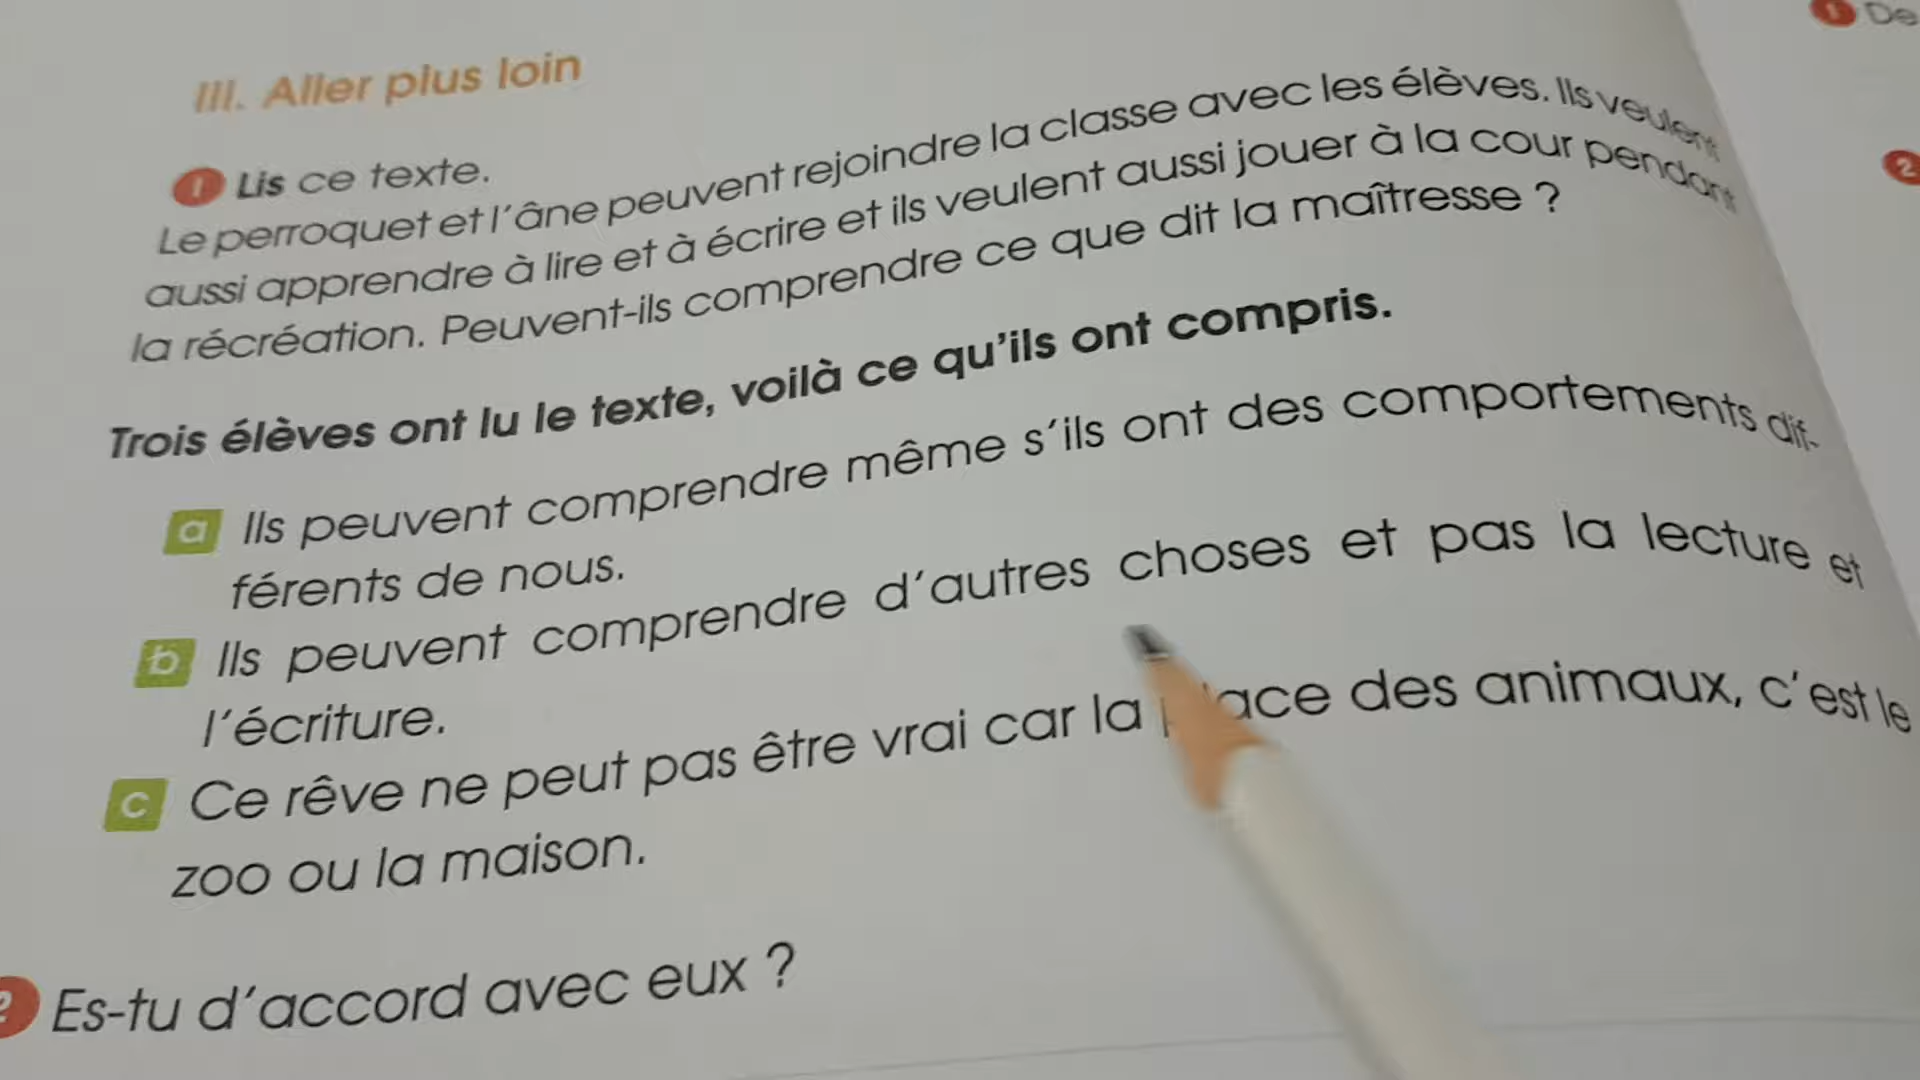 III. Aller plus loin
1 Lis ce texte.
Le perroquet et l'âne peuvent rejoindre la classe avec les élèves. Ils veulent
aussi apprendre à lire et à écrire et ils veulent aussi jouer à la cour pendant
la récréation. Peuvent-ils comprendre ce que dit la maîtresse ?
Trois élèves ont lu le texte, voilà ce qu'ils ont compris.
a Ils peuvent comprendre même s'ils ont des comportements dif-
férents de nous.
b Ils peuvent comprendre d'autres choses et pas la lecture et
l'écriture.
c Ce rêve ne peut pas être vrai car la place des animaux, c'est le
zoo ou la maison.
2 Es-tu d'accord avec eux ?
1 De
2